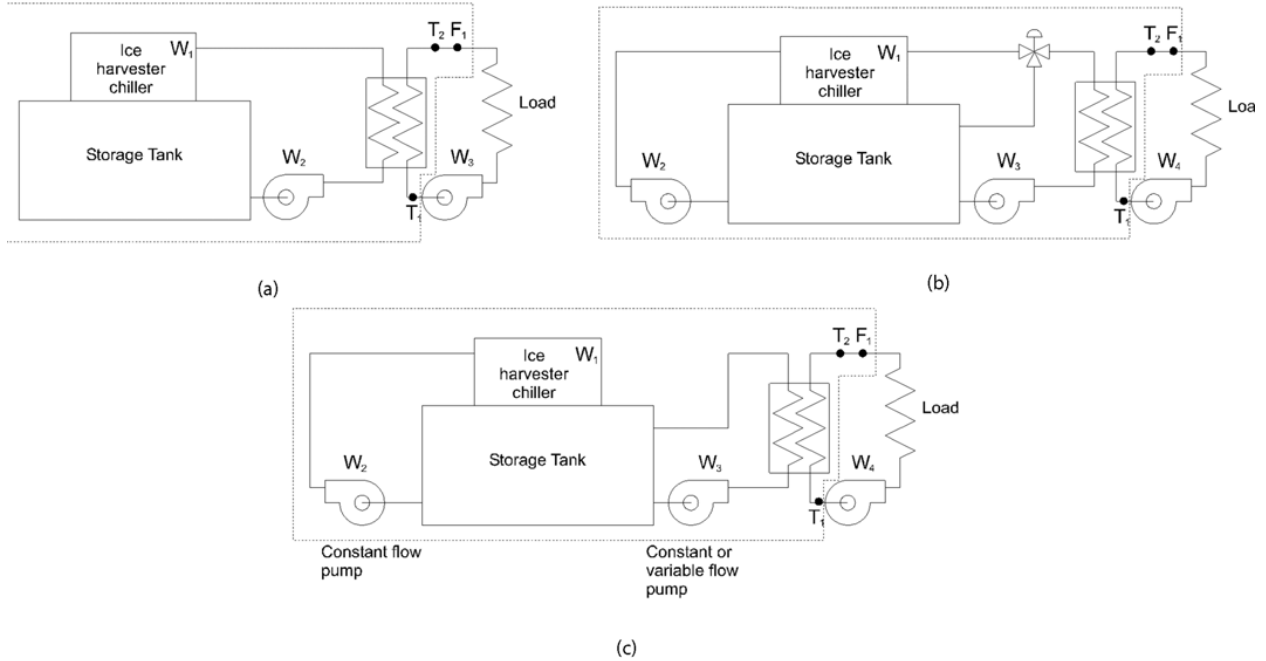 Ice
harvester
chiller
W₁
T₂ F₁
Load
Storage Tank
W₂
W₃
T₁
(a)
Ice
harvester
chiller
W₁
T₂ F₁
Loa
Storage Tank
W₂
W₃
W₄
T₁
(b)
Ice
harvester
chiller
W₁
T₂ F₁
Load
Storage Tank
W₂
W₃
W₄
T₁
Constant flow
pump
Constant or
variable flow
pump
(c)